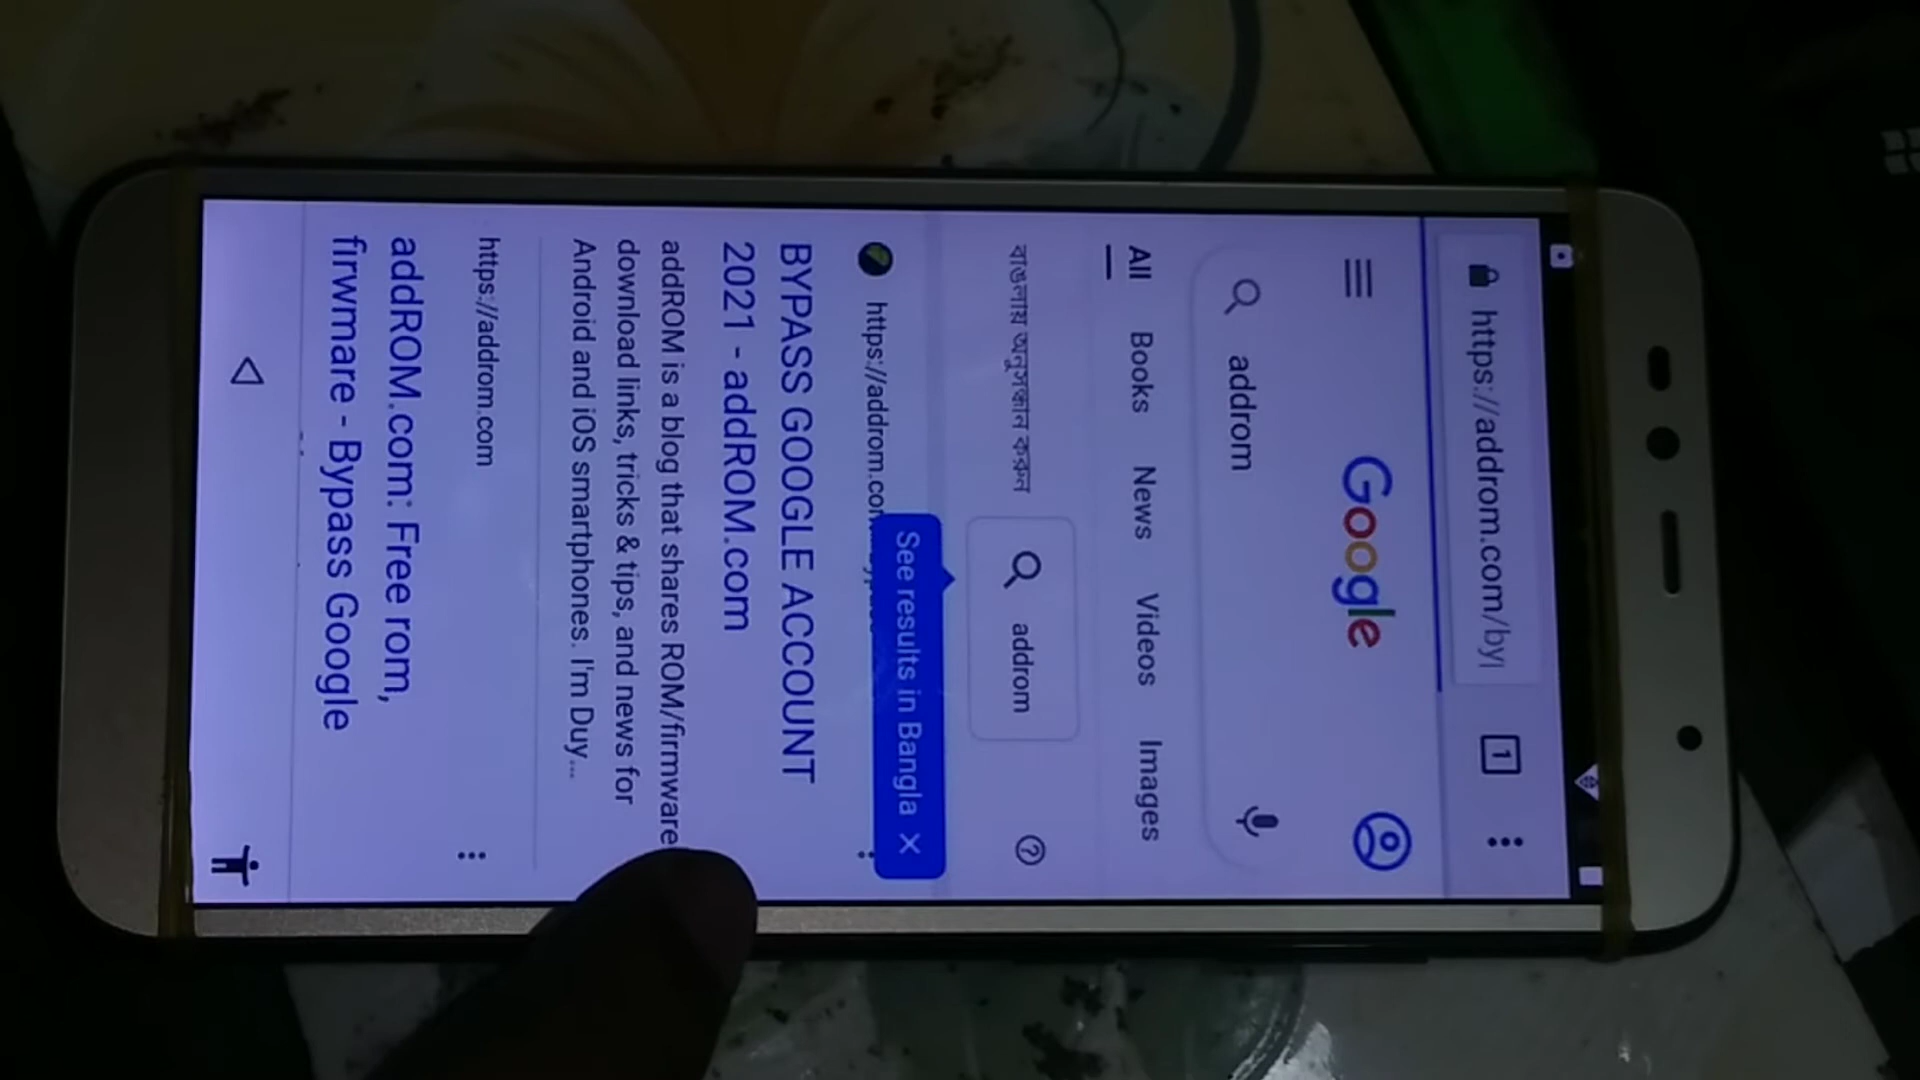 https://addrom.com/by
1
Google
addrom
All Books News Videos Images
বাঙলায় অনুসন্ধান করুন addrom
See results in Bangla ×
https://addrom.com
BYPASS GOOGLE ACCOUNT
2021 - addROM.com
addROM is a blog that shares ROM/firmware
download links, tricks & tips, and news for
Android and iOS smartphones. I'm Duy...
https://addrom.com
addROM.com: Free rom,
firwmare - Bypass Google